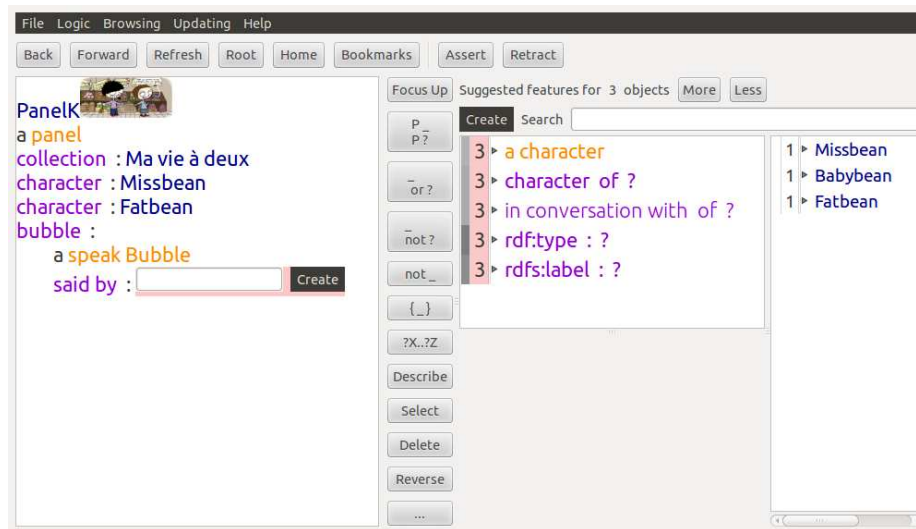 File Logic Browsing Updating Help
Back Forward Refresh Root Home Bookmarks Assert Retract
PanelK
a panel
collection : Ma vie à deux
character : Missbean
character : Fatbean
bubble :
a speak Bubble
said by : Create
Focus Up
P _
P ?
_
or ?
_
not ?
not _
{ _ }
?X..?Z
Describe
Select
Delete
Reverse
...
Suggested features for 3 objects More Less
Create Search
3 a character
3 character of ?
3 in conversation with of ?
3 rdf:type : ?
3 rdfs:label : ?
1 Missbean
1 Babybean
1 Fatbean